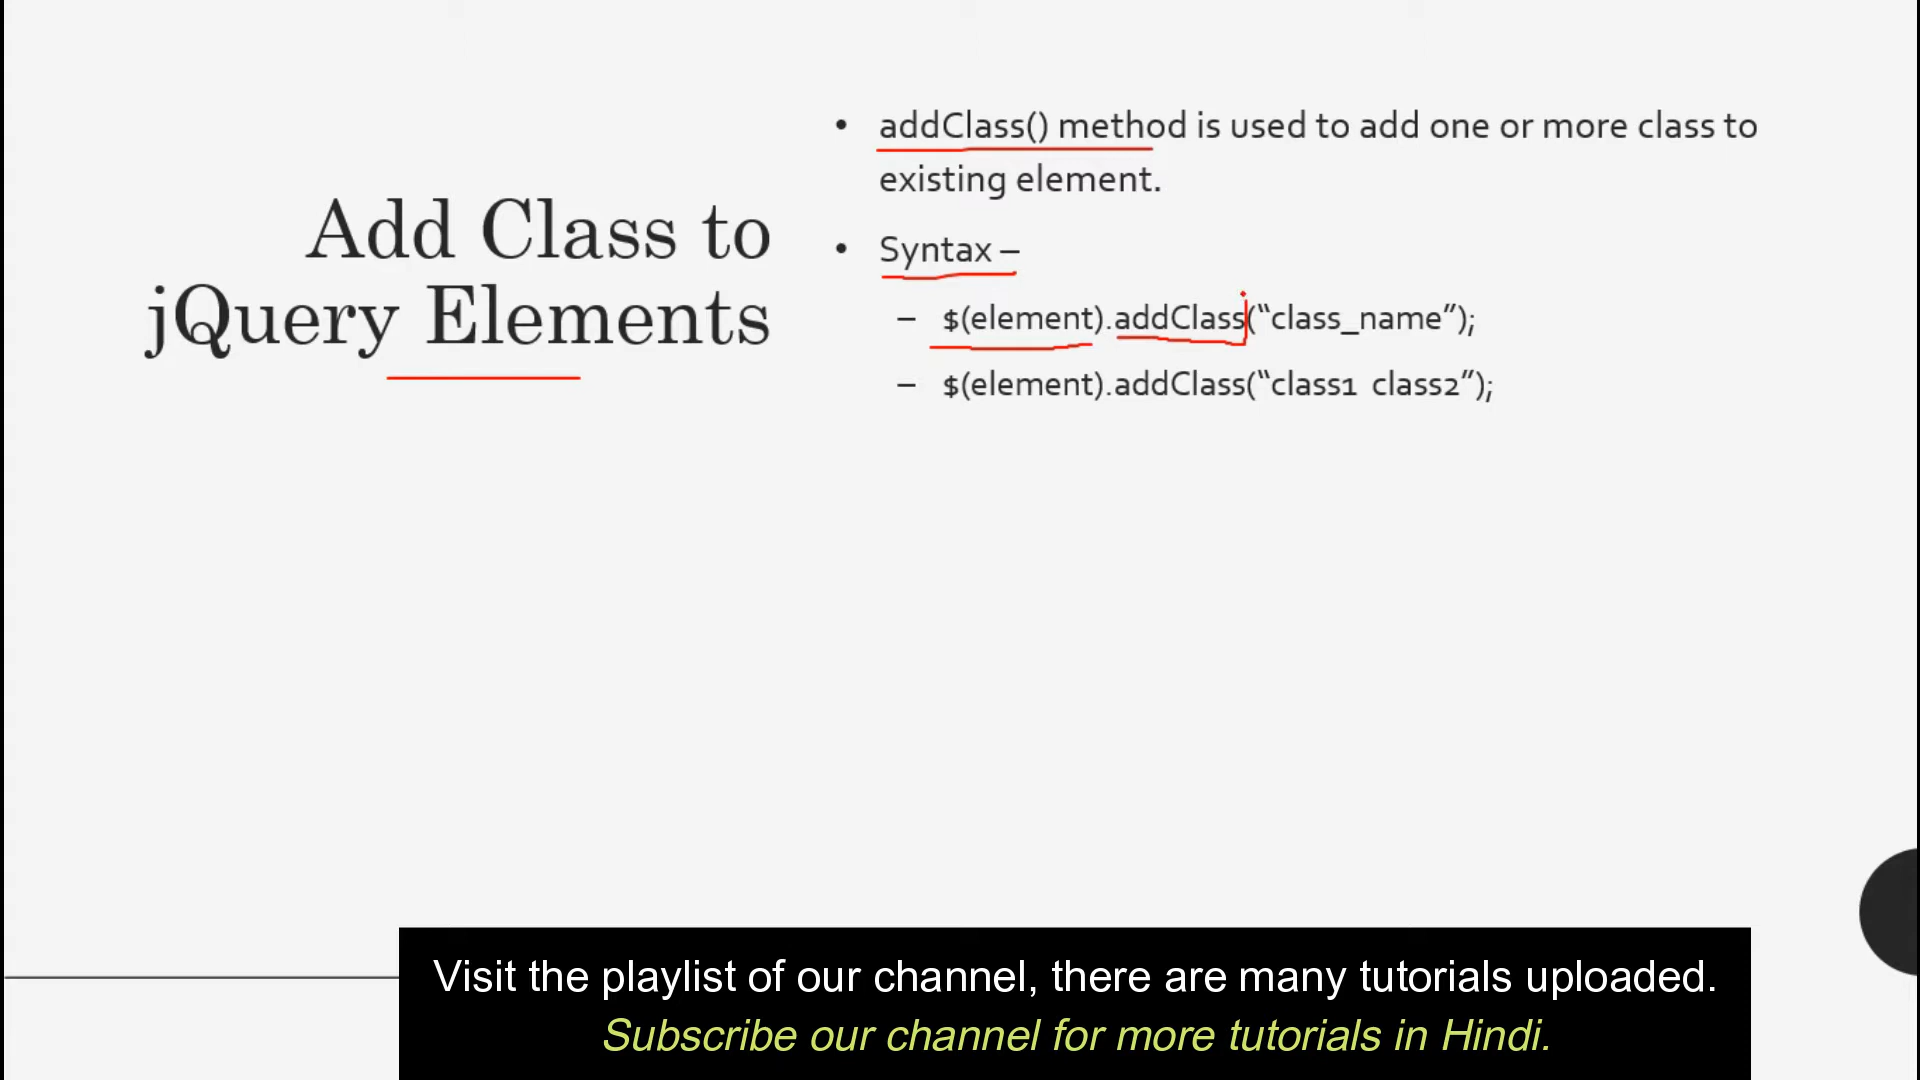 Add Class to
jQuery Elements
• addClass() method is used to add one or more class to
existing element.
• Syntax –
– $(element).addClass(“class_name”);
– $(element).addClass(“class1 class2”);
Visit the playlist of our channel, there are many tutorials uploaded.
Subscribe our channel for more tutorials in Hindi.